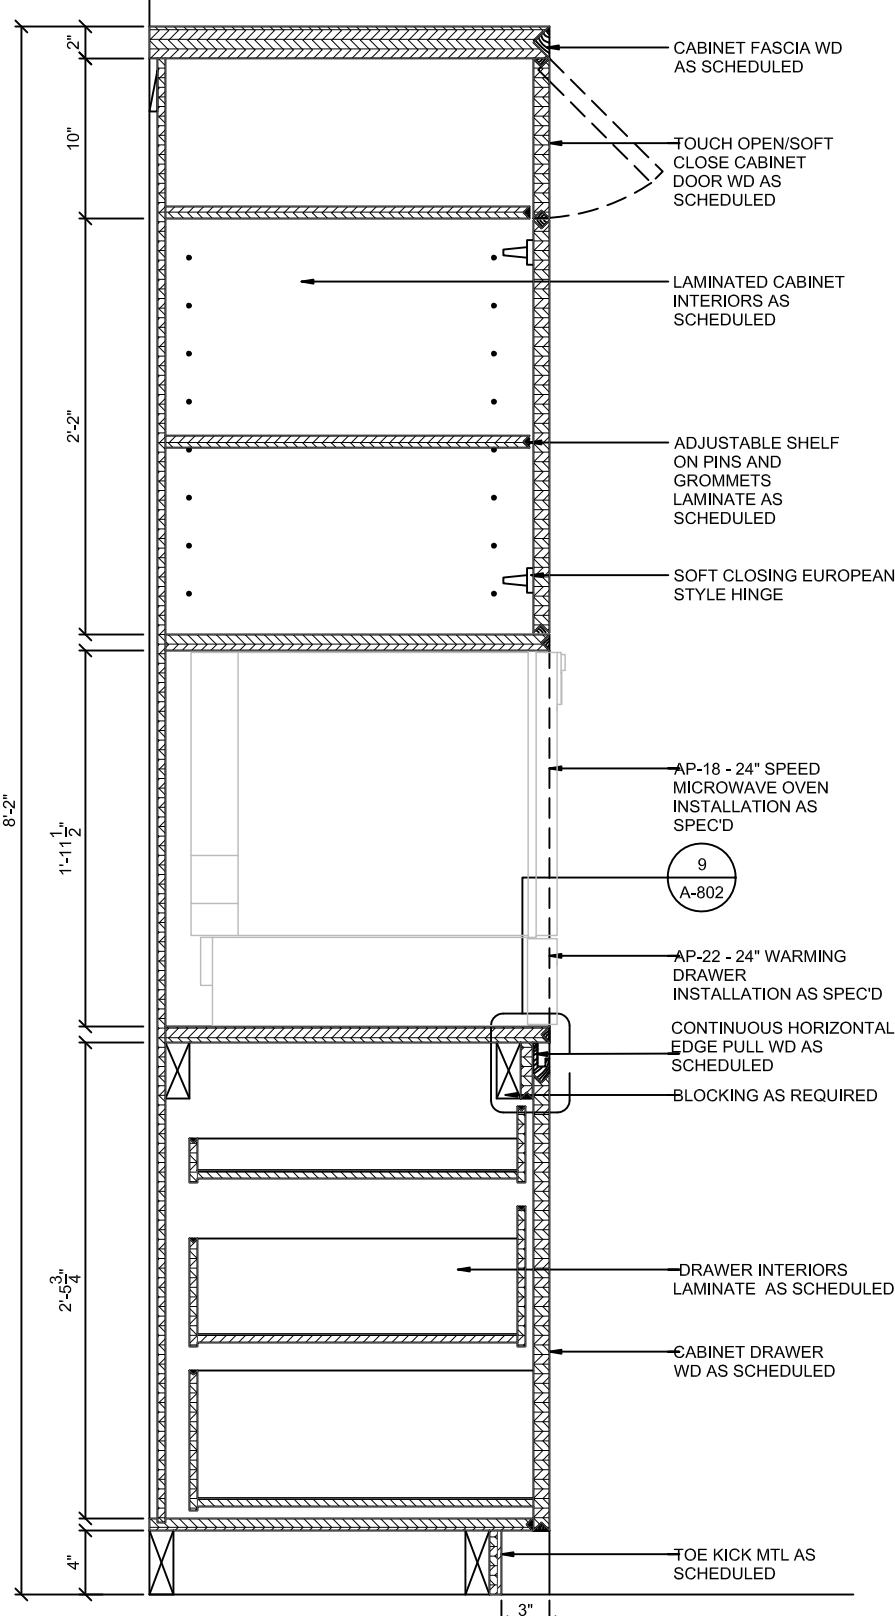 2"
CABINET FASCIA WD
AS SCHEDULED
10"
TOUCH OPEN/SOFT
CLOSE CABINET
DOOR WD AS
SCHEDULED
LAMINATED CABINET
INTERIORS AS
SCHEDULED
2'-2"
ADJUSTABLE SHELF
ON PINS AND
GROMMETS
LAMINATE AS
SCHEDULED
SOFT CLOSING EUROPEAN
STYLE HINGE
8'-2"
1'-11 1/2"
AP-18 - 24" SPEED
MICROWAVE OVEN
INSTALLATION AS
SPEC'D
9
A-802
AP-22 - 24" WARMING
DRAWER
INSTALLATION AS SPEC'D
CONTINUOUS HORIZONTAL
EDGE PULL WD AS
SCHEDULED
BLOCKING AS REQUIRED
2'-5 3/4"
DRAWER INTERIORS
LAMINATE AS SCHEDULED
CABINET DRAWER
WD AS SCHEDULED
4"
TOE KICK MTL AS
SCHEDULED
3"